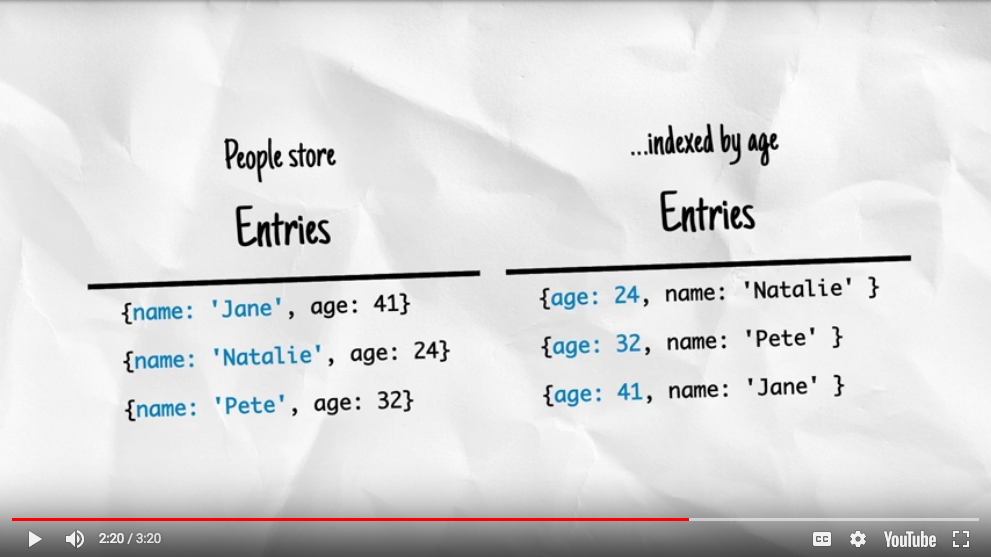 People store
Entries
{name: 'Jane', age: 41}
{name: 'Natalie', age: 24}
{name: 'Pete', age: 32}
...indexed by age
Entries
{age: 24, name: 'Natalie' }
{age: 32, name: 'Pete' }
{age: 41, name: 'Jane' }
2:20 / 3:20
CC
YouTube